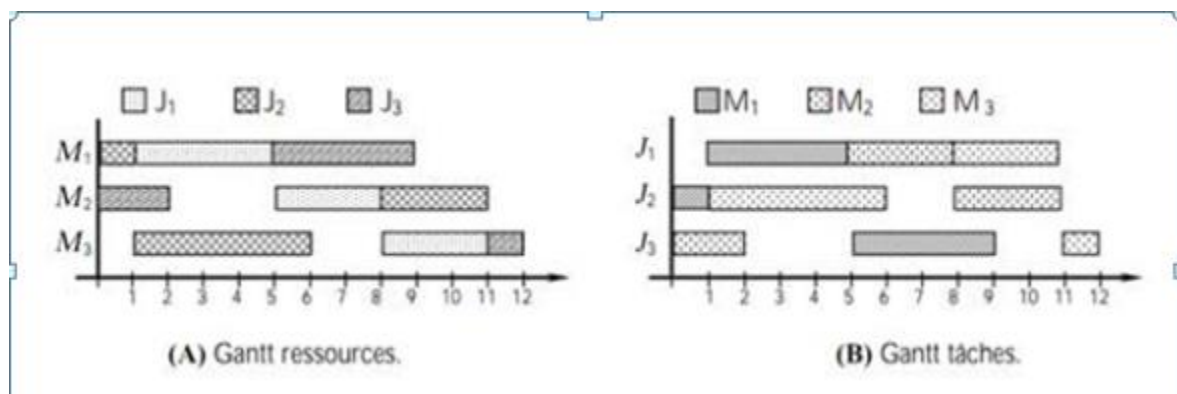 J₁ J₂ J₃
M₁
M₂
M₃
1 2 3 4 5 6 7 8 9 10 11 12
(A) Gantt ressources.
M₁ M₂ M₃
J₁
J₂
J₃
1 2 3 4 5 6 7 8 9 10 11 12
(B) Gantt tâches.